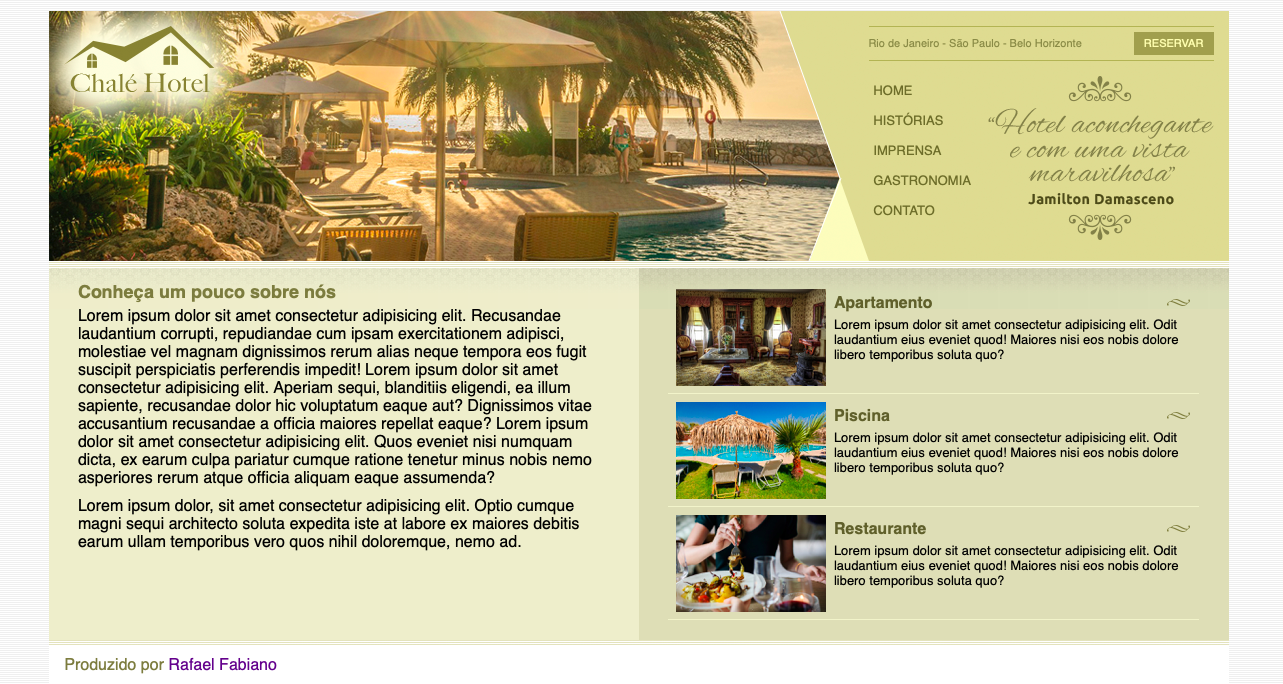 Chalé Hotel
Rio de Janeiro - São Paulo - Belo Horizonte
RESERVAR
HOME
HISTÓRIAS
IMPRENSA
GASTRONOMIA
CONTATO
“Hotel aconchegante
e com uma vista
maravilhosa”
Jamilton Damasceno
Conheça um pouco sobre nós
Lorem ipsum dolor sit amet consectetur adipisicing elit. Recusandae
laudantium corrupti, repudiandae cum ipsam exercitationem adipisci,
molestiae vel magnam dignissimos rerum alias neque tempora eos fugit
suscipit perspiciatis perferendis impedit! Lorem ipsum dolor sit amet
consectetur adipisicing elit. Aperiam sequi, blanditiis eligendi, ea illum
sapiente, recusandae dolor hic voluptatum eaque aut? Dignissimos vitae
accusantium recusandae a officia maiores repellat eaque? Lorem ipsum
dolor sit amet consectetur adipisicing elit. Quos eveniet nisi numquam
dicta, ex earum culpa pariatur cumque ratione tenetur minus nobis nemo
asperiores rerum atque officia aliquam eaque assumenda?
Lorem ipsum dolor, sit amet consectetur adipisicing elit. Optio cumque
magni sequi architecto soluta expedita iste at labore ex maiores debitis
earum ullam temporibus vero quos nihil doloremque, nemo ad.
Apartamento
Lorem ipsum dolor sit amet consectetur adipisicing elit. Odit
laudantium eius eveniet quod! Maiores nisi eos nobis dolore
libero temporibus soluta quo?
Piscina
Lorem ipsum dolor sit amet consectetur adipisicing elit. Odit
laudantium eius eveniet quod! Maiores nisi eos nobis dolore
libero temporibus soluta quo?
Restaurante
Lorem ipsum dolor sit amet consectetur adipisicing elit. Odit
laudantium eius eveniet quod! Maiores nisi eos nobis dolore
libero temporibus soluta quo?
Produzido por Rafael Fabiano